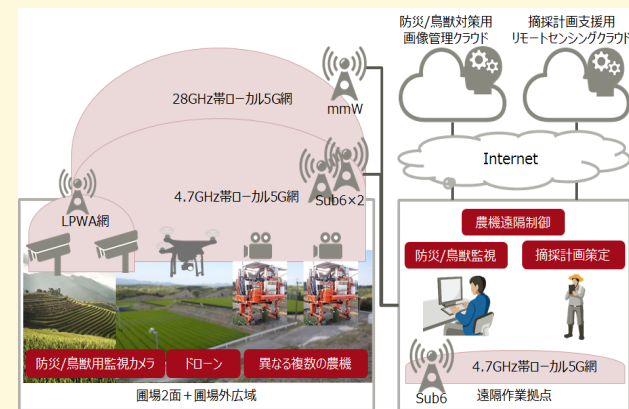 防災/鳥獣対策用
画像管理クラウド
摘採計画支援用
リモートセンシングクラウド
28GHz帯ローカル5G網
mmW
Internet
4.7GHz帯ローカル5G網
Sub6×2
LPWA網
農機遠隔制御
防災/鳥獣監視
摘採計画策定
防災/鳥獣用監視カメラ
ドローン
異なる複数の農機
4.7GHz帯ローカル5G網
Sub6
圃場2面+圃場外広域
遠隔作業拠点